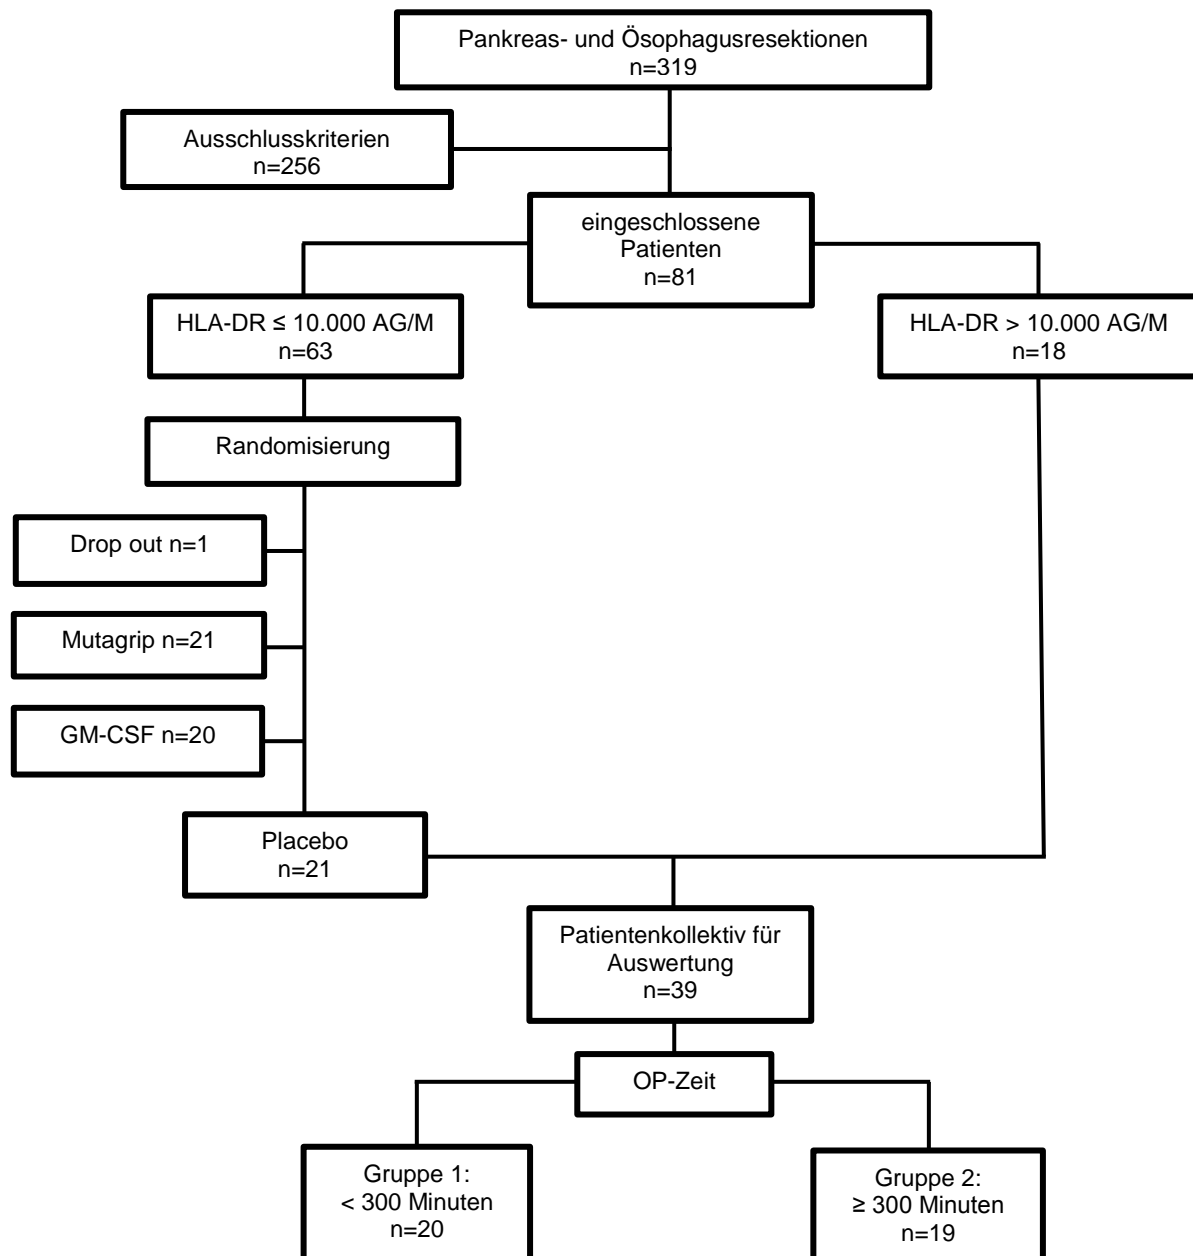 Pankreas- und Ösophagusresektionen
n=319
Ausschlusskriterien
n=256
eingeschlossene
Patienten
n=81
HLA-DR ≤ 10.000 AG/M
n=63
HLA-DR > 10.000 AG/M
n=18
Randomisierung
Drop out n=1
Mutagrip n=21
GM-CSF n=20
Placebo
n=21
Patientenkollektiv für
Auswertung
n=39
OP-Zeit
Gruppe 1:
< 300 Minuten
n=20
Gruppe 2:
≥ 300 Minuten
n=19